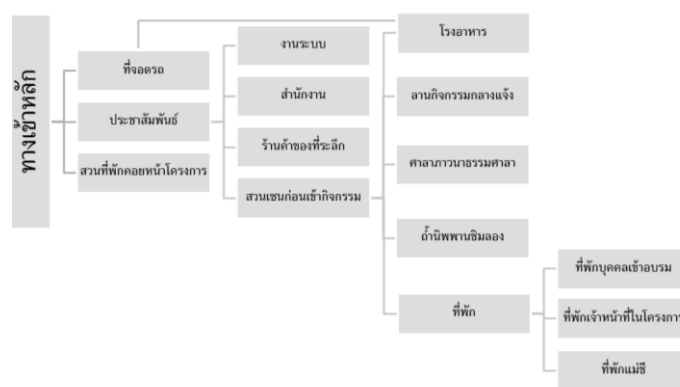 ทางเข้าหลัก
ที่จอดรถ
ประชาสัมพันธ์
สวนที่พักคอยหน้าโครงการ
งานระบบ
สำนักงาน
ร้านค้าของที่ระลึก
สวนเซนก่อนเข้ากิจกรรม
โรงอาหาร
ลานกิจกรรมกลางแจ้ง
ศาลาภาวนาธรรมศาลา
ถ้ำนิพพานชิมลอง
ที่พัก
ที่พักบุคคลเข้าอบรม
ที่พักเจ้าหน้าที่ในโครงการ
ที่พักแม่ชี